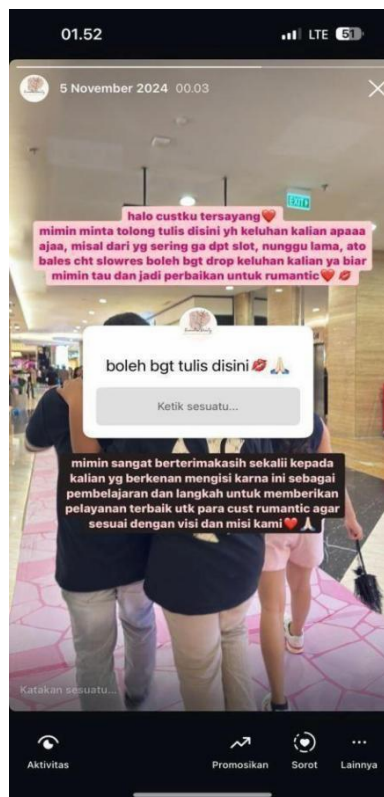 01.52
LTE 51
5 November 2024 00.03
EXIT
halo custku tersayang❤️
mimin minta tolong tulis disini yh keluhan kalian apaaa
ajaa, misal dari yg sering ga dpt slot, nunggu lama, ato
bales cht slowres boleh bgt drop keluhan kalian ya biar
mimin tau dan jadi perbaikan untuk rumantic❤️ 💋
boleh bgt tulis disini💋🙏🏻
Ketik sesuatu...
mimin sangat berterimakasih sekalii kepada
kalian yg berkenan mengisi karna ini sebagai
pembelajaran dan langkah untuk memberikan
pelayanan terbaik utk para cust rumantic agar
sesuai dengan visi dan misi kami❤️🙏🏻
Katakan sesuatu...
Aktivitas
Promosikan
Sorot
Lainnya